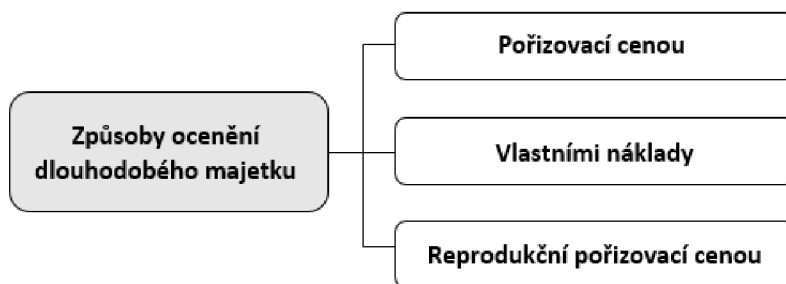 Způsoby ocenění
dlouhodobého majetku
Pořizovací cenou
Vlastními náklady
Reprodukční pořizovací cenou